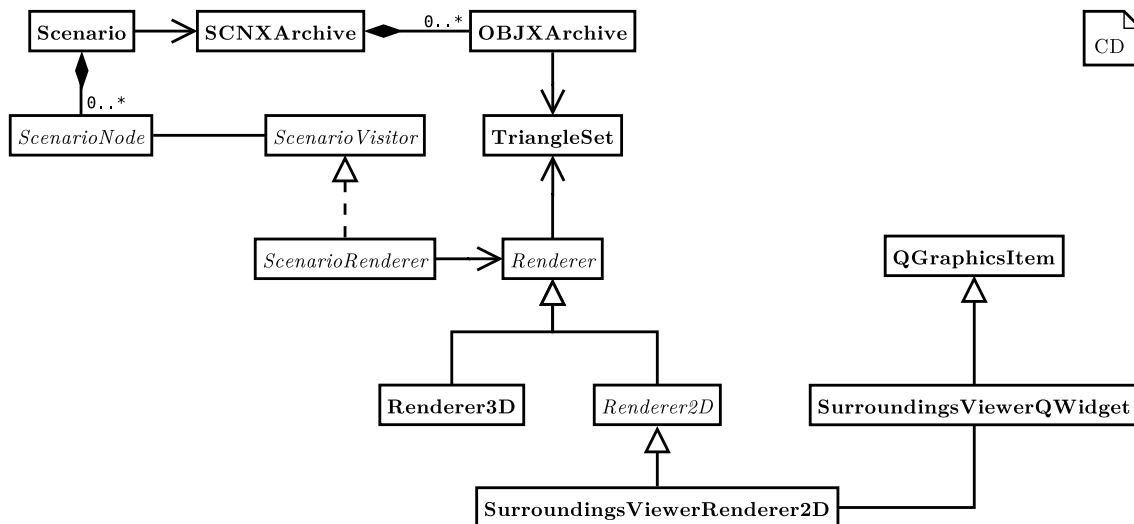 Scenario
SCNXArchive
0..*
OBJXArchive
CD
0..*
ScenarioNode
ScenarioVisitor
TriangleSet
ScenarioRenderer
Renderer
QGraphicsItem
Renderer3D
Renderer2D
SurroundingsViewerQWidget
SurroundingsViewerRenderer2D